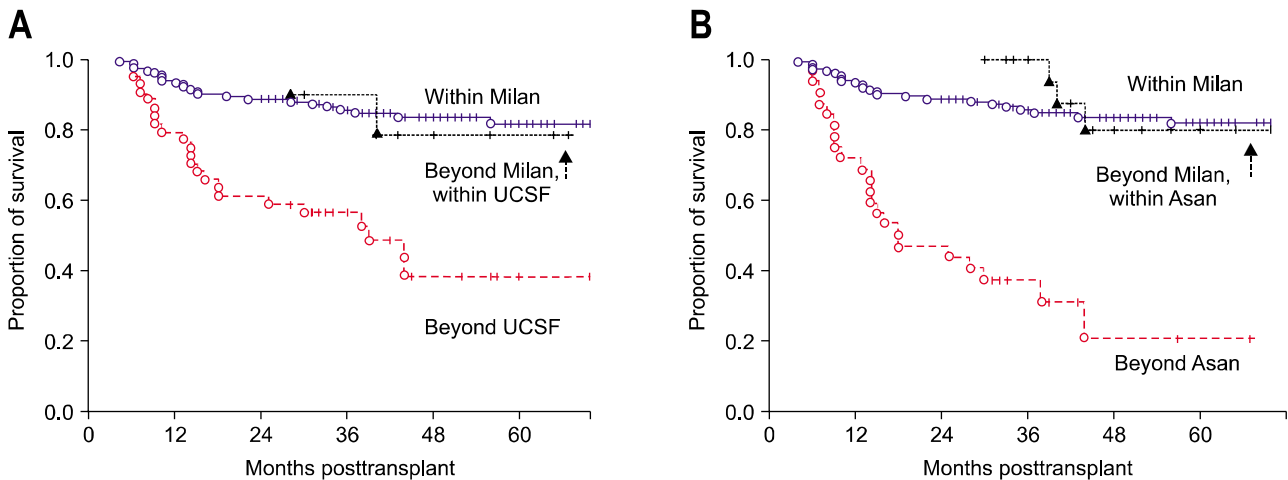 A
Proportion of survival
1.0
0.8
0.6
0.4
0.2
0.0
0
12
24
36
48
60
Months posttransplant
Within Milan
Beyond Milan,
within UCSF
Beyond UCSF
B
Proportion of survival
1.0
0.8
0.6
0.4
0.2
0.0
0
12
24
36
48
60
Months posttransplant
Within Milan
Beyond Milan,
within Asan
Beyond Asan